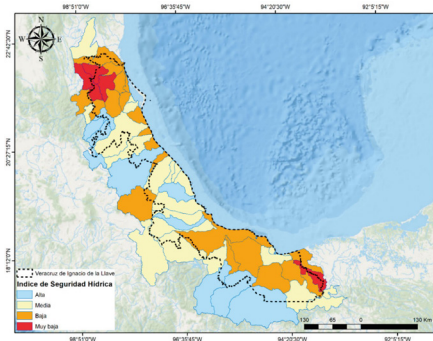 98°51'0"W 96°35'45"W 94°20'30"W 92°5'15"W
22°42'30"N
20°27'15"N
18°12'0"N
N
W E
S
Veracruz de Ignacio de la Llave
Indice de Seguridad Hídrica
Alta
Media
Baja
Muy baja
130 65 0 130 Km
98°51'0"W 96°35'45"W 94°20'30"W 92°5'15"W